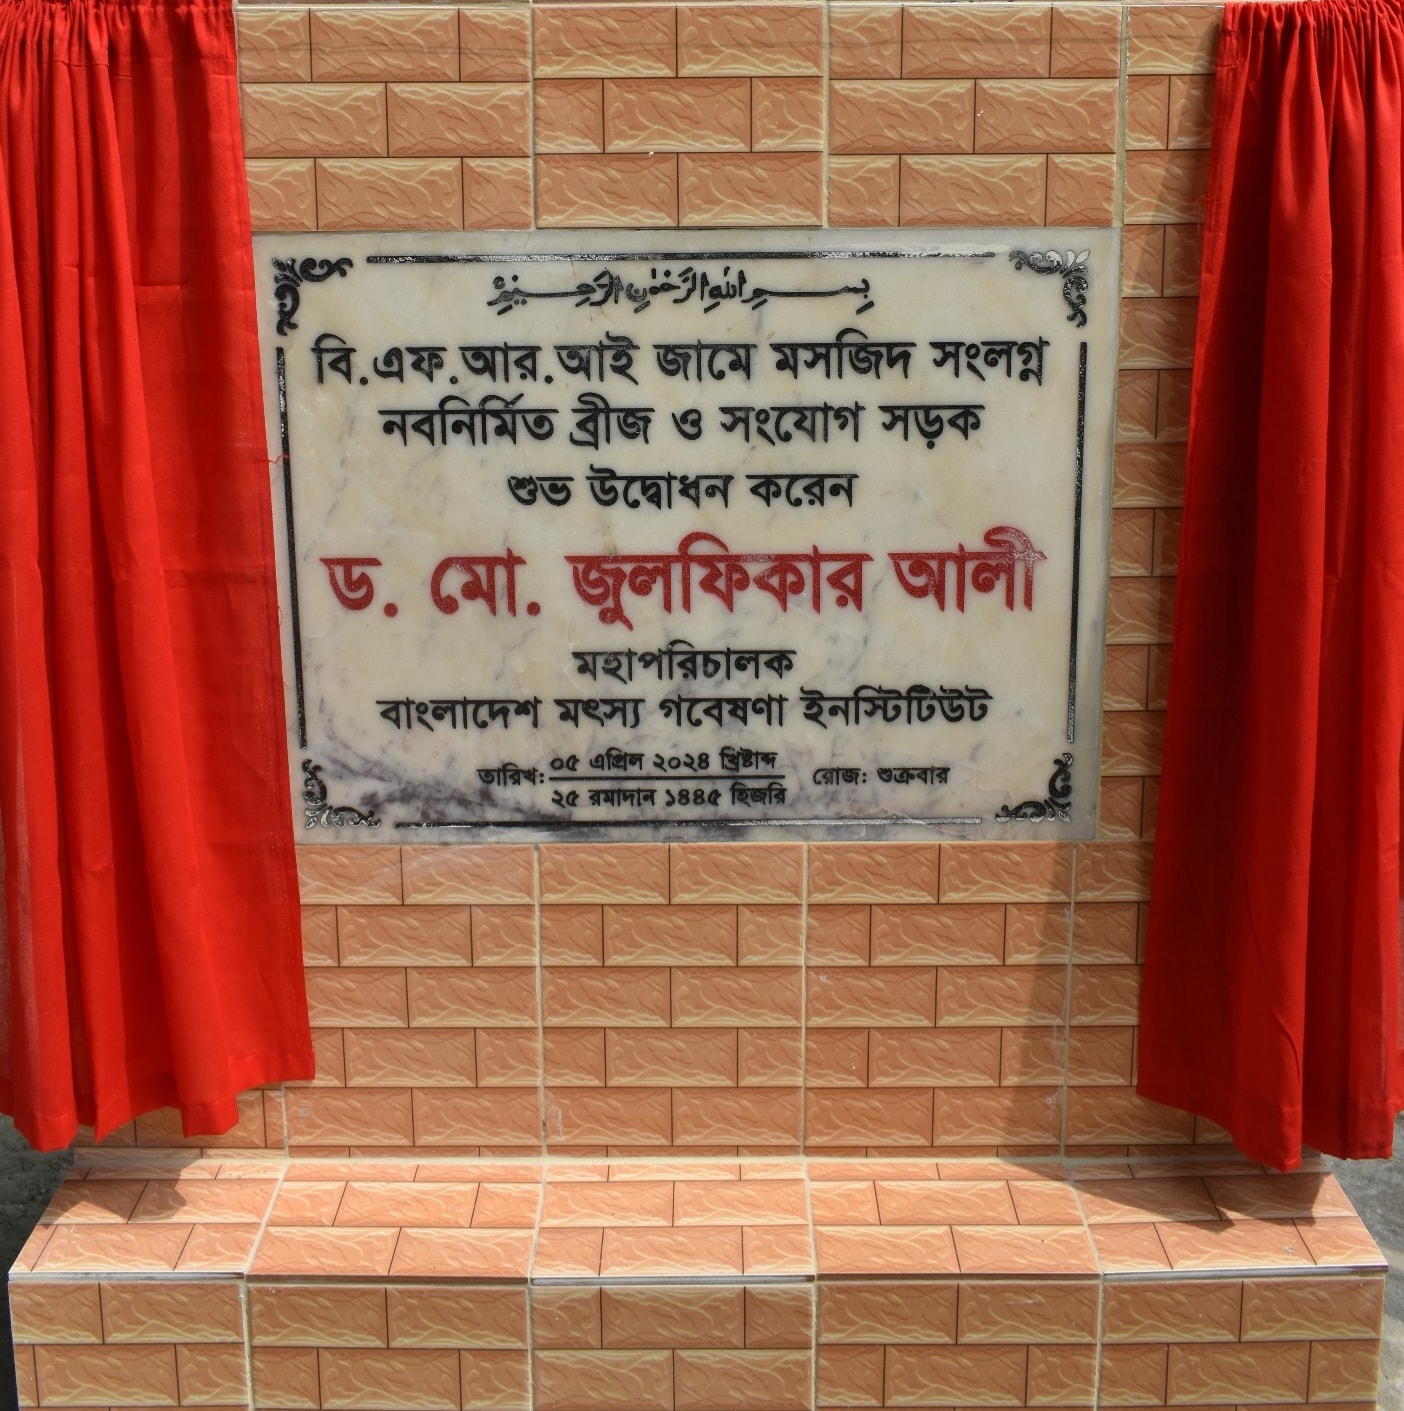 بسم الله الرحمن الرحيم
বি.এফ.আর.আই জামে মসজিদ সংলগ্ন
নবনির্মিত ব্রীজ ও সংযোগ সড়ক
শুভ উদ্বোধন করেন
ড. মো. জুলফিকার আলী
মহাপরিচালক
বাংলাদেশ মৎস্য গবেষণা ইনস্টিটিউট
তারিখ: ০৫ এপ্রিল ২০২৪ খ্রিষ্টাব্দ রোজ: শুক্রবার
২৫ রমাদান ১৪৪৫ হিজরি